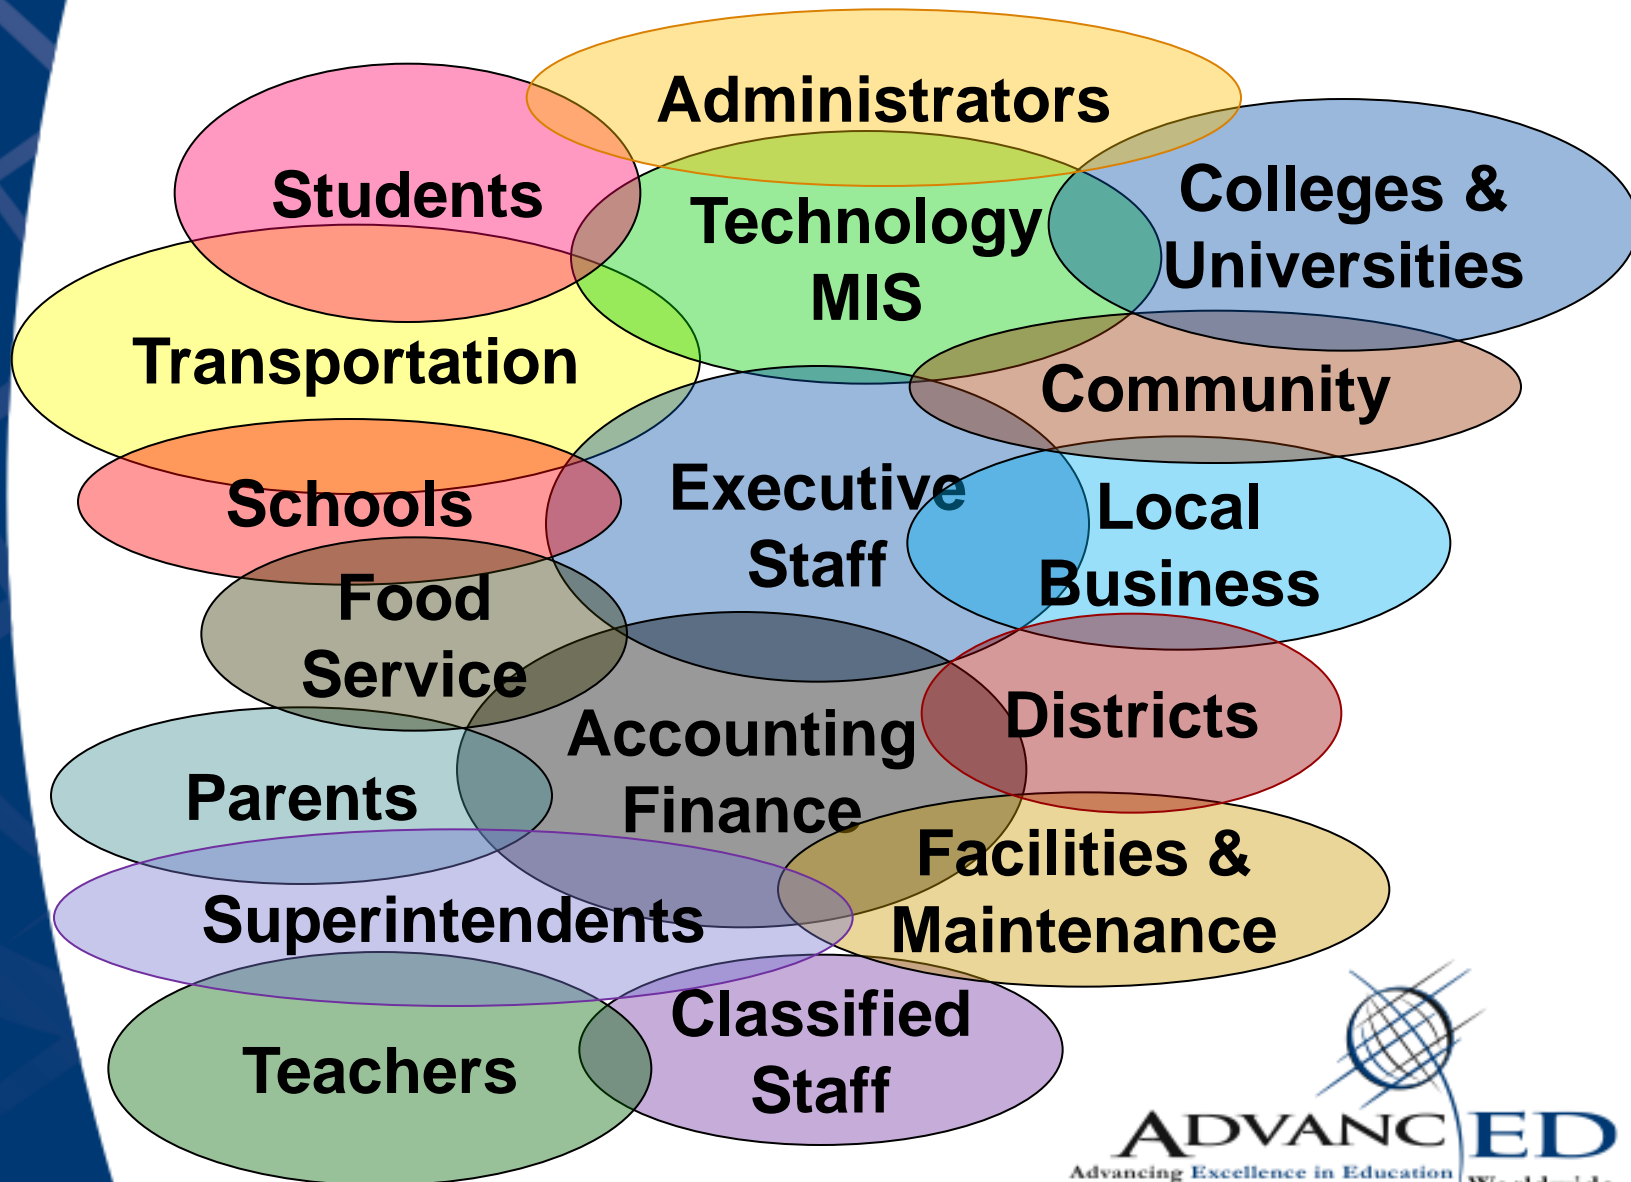 Administrators
Students
Technology
MIS
Colleges &
Universities
Transportation
Community
Schools
Executive
Staff
Local
Business
Food
Service
Accounting
Finance
Districts
Parents
Facilities &
Maintenance
Superintendents
Classified
Staff
Teachers
ADVANCED
Advancing Excellence in Education
Worldwide